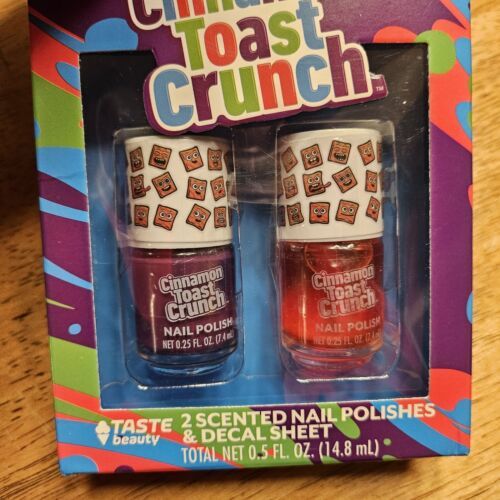 Cinnamon
Toast
Crunch™
Cinnamon
Toast
Crunch
NAIL POLISH
NET 0.25 FL. OZ. (7.4 mL)
Cinnamon
Toast
Crunch
NAIL POLISH
NET 0.25 FL. OZ. (7.4
TASTE
beauty
2 SCENTED NAIL POLISHES
& DECAL SHEET
TOTAL NET 0.5 FL. OZ. (14.8 mL)